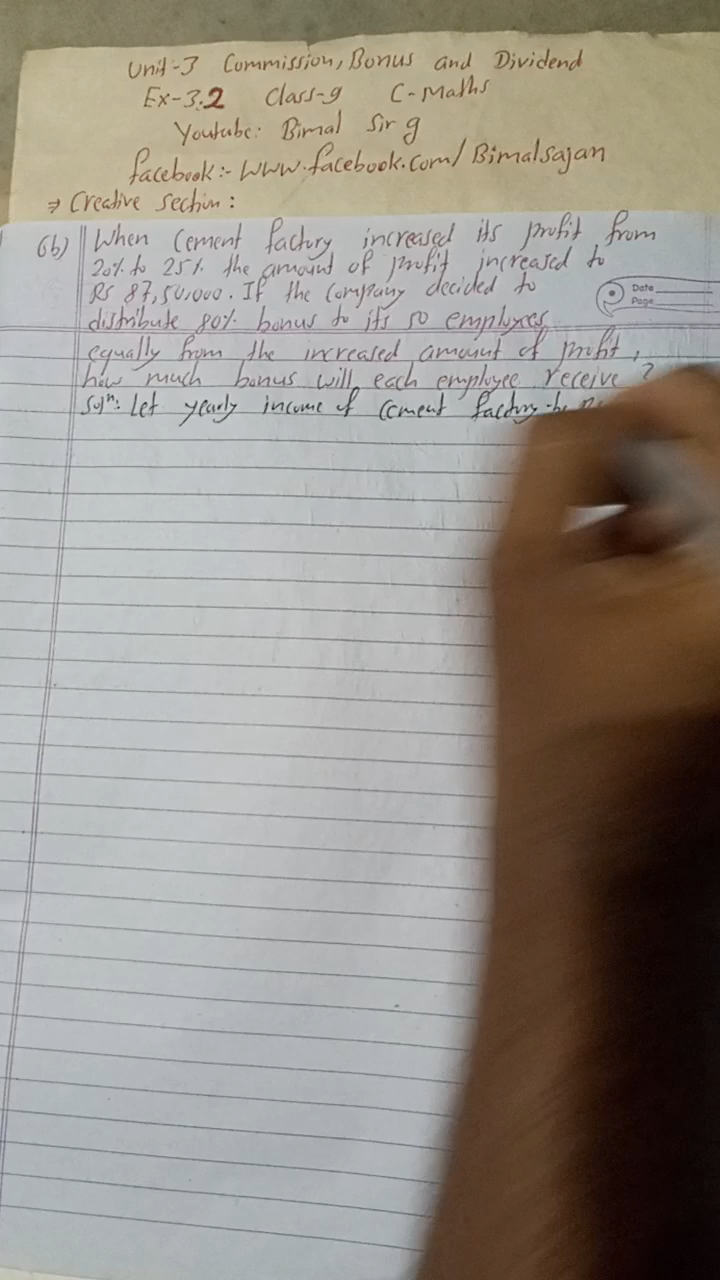 Unit-3 Commission, Bonus and Dividend
Ex-3.2 Class-9 C-Maths
Youtube: Bimal Sir g
facebook:- www.facebook.com/Bimalsajan
⇒ Creative section:
6b) When Cement factory increased its profit from
20% to 25% the amount of profit increased to
RS 87,50,000. If the Company decided to
Date
Page
distribute 80% bonus to its 50 employees
equally from the increased amount of profit,
how much bonus will each employee receive?
Solⁿ: Let yearly income of Cement factory be